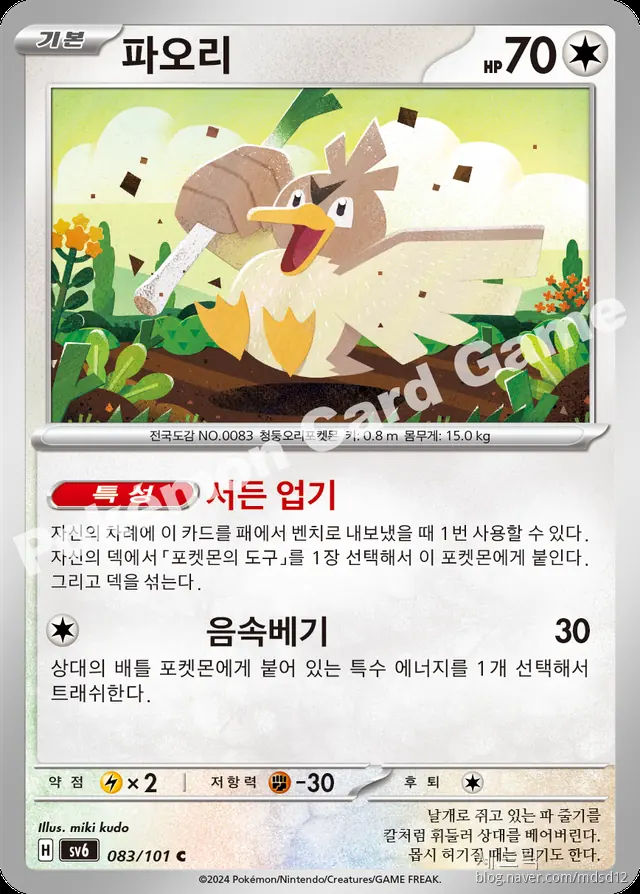 기본 파오리 HP 70
전국도감 NO.0083 청둥오리포켓몬 키: 0.8 m 몸무게: 15.0 kg
특성 서든 업기
자신의 차례에 이 카드를 패에서 벤치로 내보냈을 때 1번 사용할 수 있다.
자신의 덱에서 「포켓몬의 도구」를 1장 선택해서 이 포켓몬에게 붙인다.
그리고 덱을 섞는다.
음속베기 30
상대의 배틀 포켓몬에게 붙어 있는 특수 에너지를 1개 선택해서
트래쉬한다.
약점 ×2 저항력 -30 후퇴
Illus. miki kudo
H sv6 083/101 C
날개로 쥐고 있는 파 줄기를
칼처럼 휘둘러 상대를 베어버린다.
몹시 허기질 때는 먹기도 한다.
©2024 Pokémon/Nintendo/Creatures/GAME FREAK.
Pokémon Card Game
blog.naver.com/mdsd12